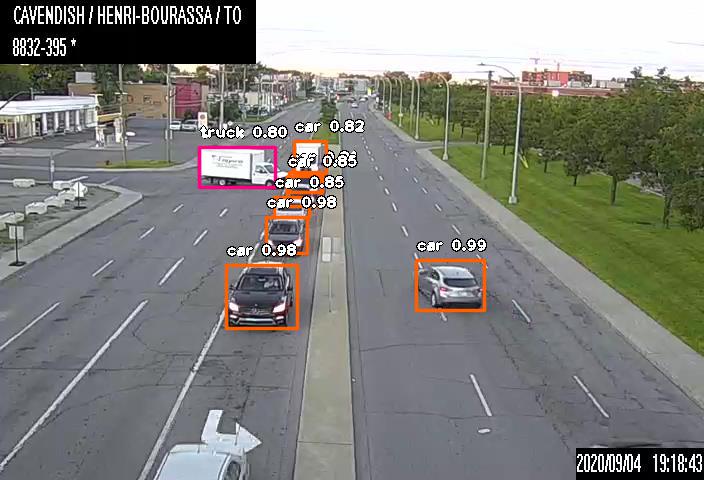 CAVENDISH / HENRI-BOURASSA / TO
8832-395 *
car 0.82
truck 0.80
car 0.85
car 0.85
car 0.98
car 0.98
car 0.99
2020/09/04 19:18:43